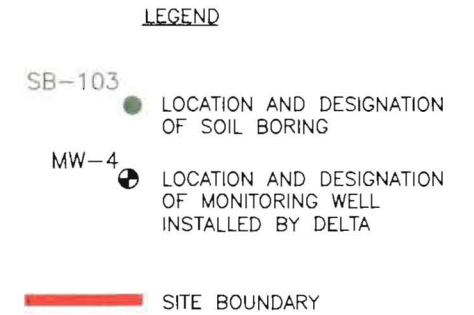 LEGEND
SB-103
LOCATION AND DESIGNATION
OF SOIL BORING
MW-4
LOCATION AND DESIGNATION
OF MONITORING WELL
INSTALLED BY DELTA
SITE BOUNDARY